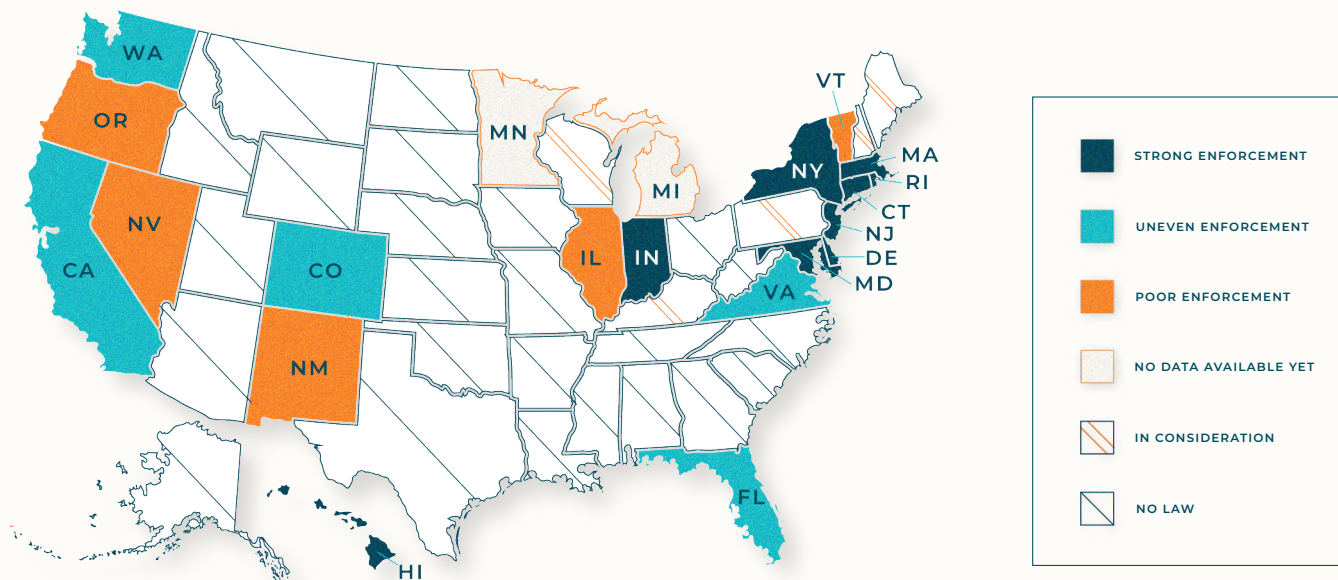 WA
VT
OR
MN
MA
NY
RI
MI
CT
NV
NJ
IL
IN
DE
CA
CO
MD
VA
NM
FL
HI
STRONG ENFORCEMENT
UNEVEN ENFORCEMENT
POOR ENFORCEMENT
NO DATA AVAILABLE YET
IN CONSIDERATION
NO LAW